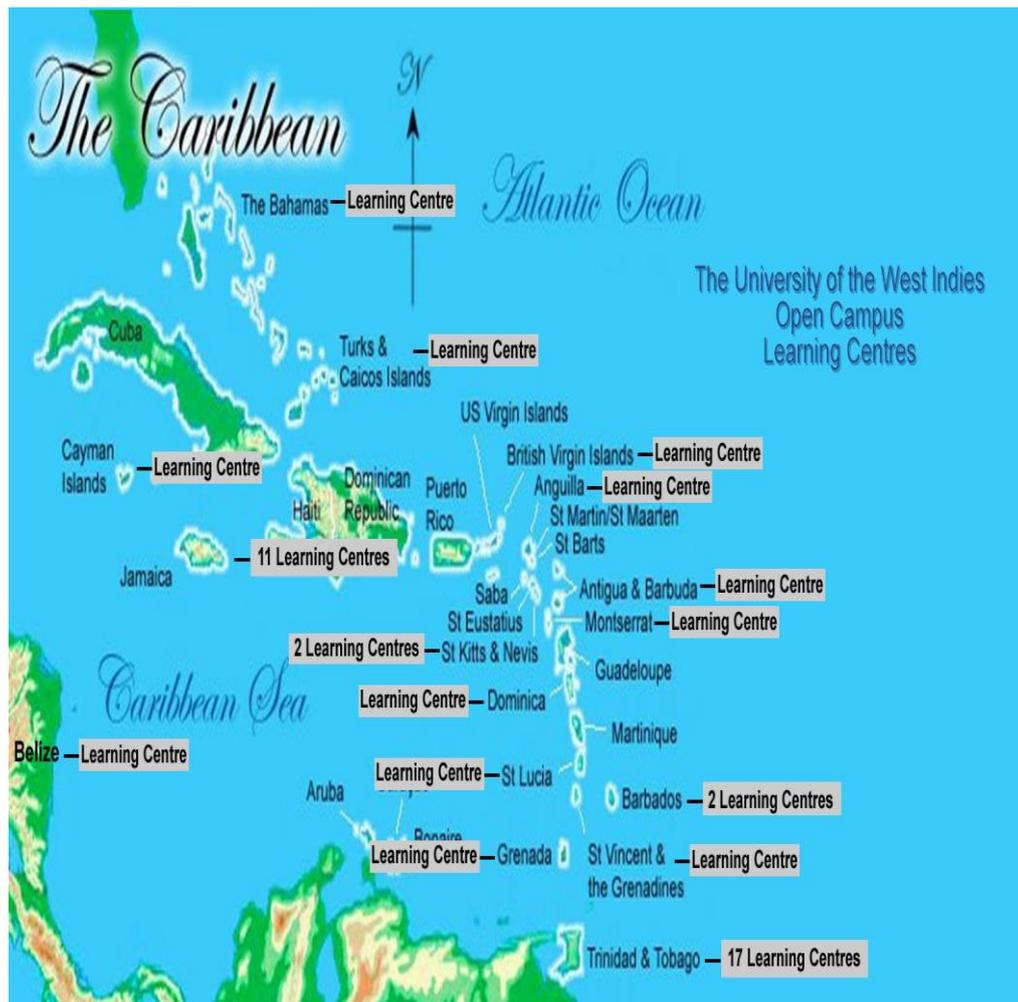 The Caribbean
N
The Bahamas – Learning Centre
Atlantic Ocean
The University of the West Indies
Open Campus
Learning Centres
Cuba
Turks &
Caicos Islands
– Learning Centre
US Virgin Islands
Cayman
Islands
– Learning Centre
British Virgin Islands – Learning Centre
Anguilla – Learning Centre
Haiti
Dominican
Republic
Puerto
Rico
St Martin/St Maarten
St Barts
Jamaica
– 11 Learning Centres
Saba
Antigua & Barbuda – Learning Centre
St Eustatius
Montserrat – Learning Centre
2 Learning Centres – St Kitts & Nevis
Guadeloupe
Caribbean Sea
Learning Centre – Dominica
Martinique
Belize – Learning Centre
Learning Centre – St Lucia
Aruba
Barbados – 2 Learning Centres
Bonaire
Learning Centre – Grenada
St Vincent &
the Grenadines
– Learning Centre
Trinidad & Tobago – 17 Learning Centres